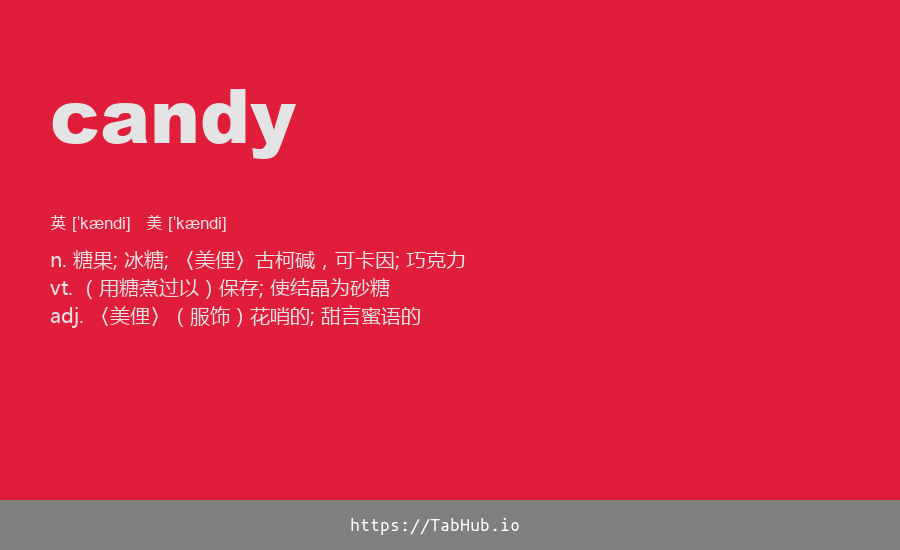 candy
英 ['kændi] 美 ['kændi]
n. 糖果; 冰糖; 〈美俚〉古柯碱，可卡因; 巧克力
vt. （用糖煮过以）保存; 使结晶为砂糖
adj. 〈美俚〉（服饰）花哨的; 甜言蜜语的
https://TabHub.io